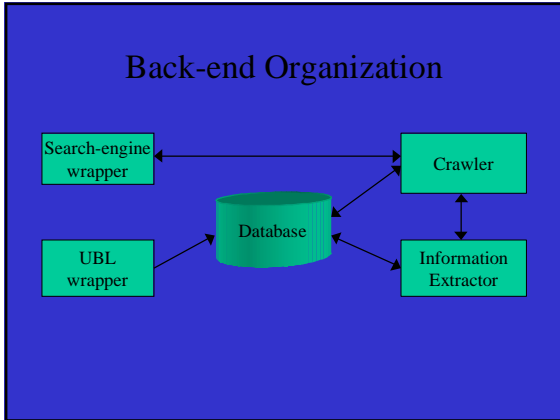 Back-end Organization
Search-engine
wrapper
Crawler
Database
UBL
wrapper
Information
Extractor